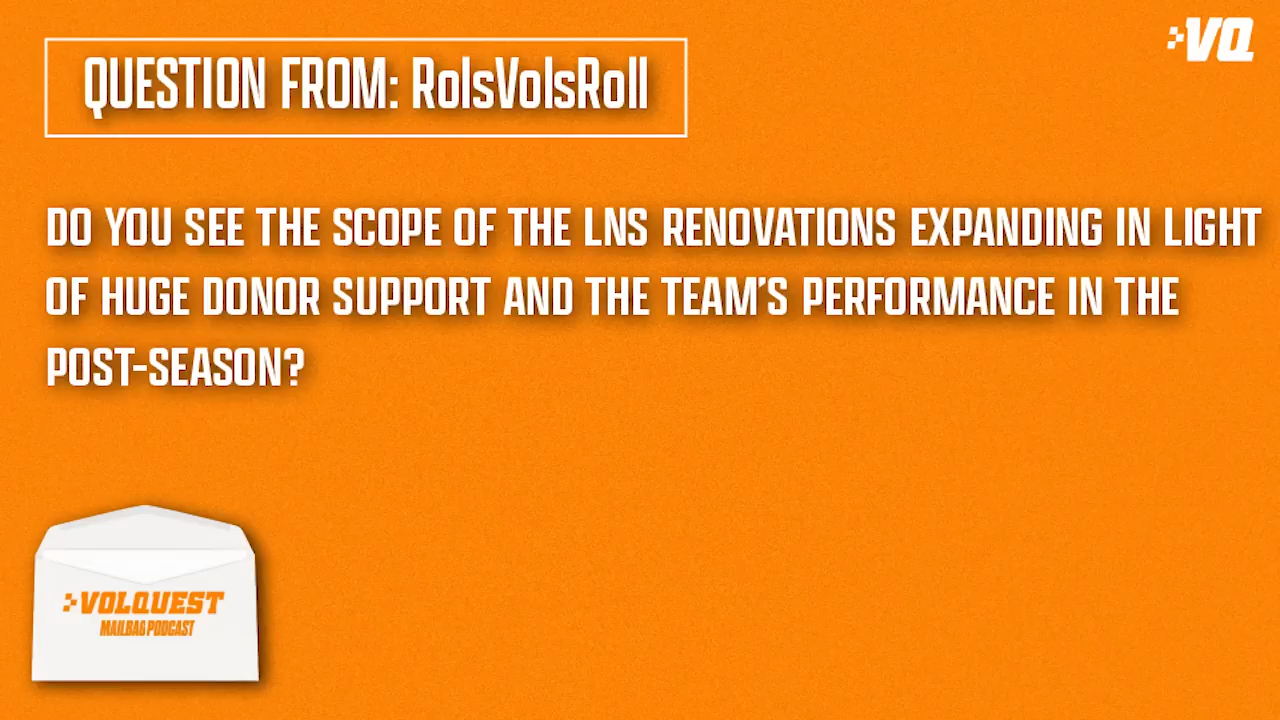 VQ
QUESTION FROM: RolsVolsRoll
DO YOU SEE THE SCOPE OF THE LNS RENOVATIONS EXPANDING IN LIGHT
OF HUGE DONOR SUPPORT AND THE TEAM'S PERFORMANCE IN THE
POST-SEASON?
VOLQUEST
MAILBAG PODCAST